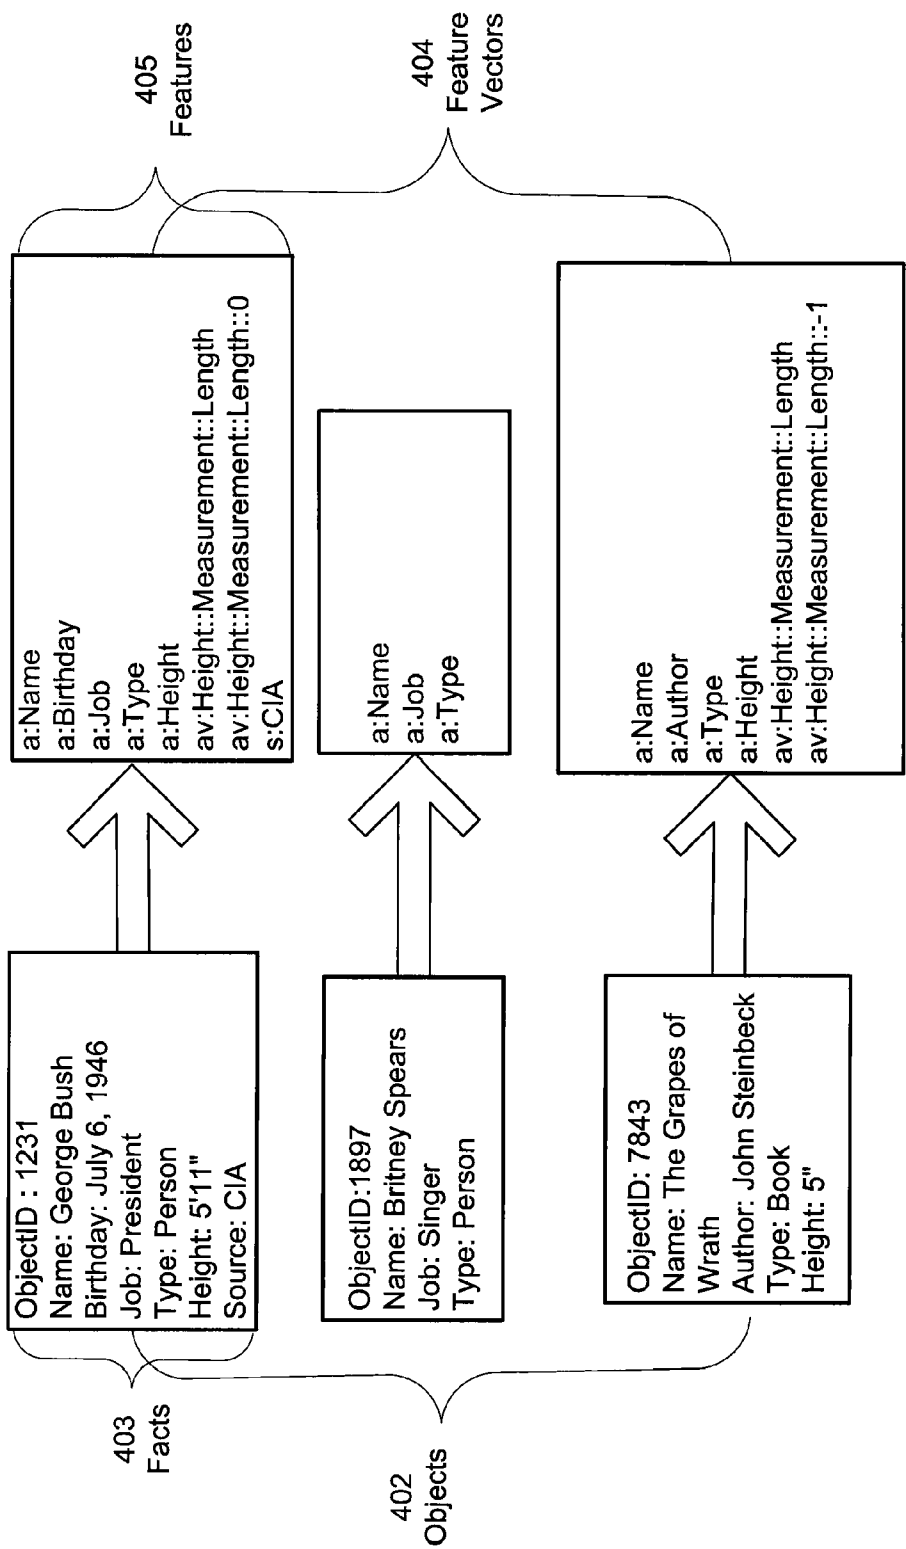 403
Facts
ObjectID : 1231
Name: George Bush
Birthday: July 6, 1946
Job: President
Type: Person
Height: 5'11"
Source: CIA
a:Name
a:Birthday
a:Job
a:Type
a:Height
av:Height::Measurement::Length
av:Height::Measurement::Length::0
s:CIA
405
Features
402
Objects
ObjectID:1897
Name: Britney Spears
Job: Singer
Type: Person
a:Name
a:Job
a:Type
404
Feature
Vectors
ObjectID: 7843
Name: The Grapes of
Wrath
Author: John Steinbeck
Type: Book
Height: 5"
a:Name
a:Author
a:Type
a:Height
av:Height::Measurement::Length
av:Height::Measurement::Length::-1